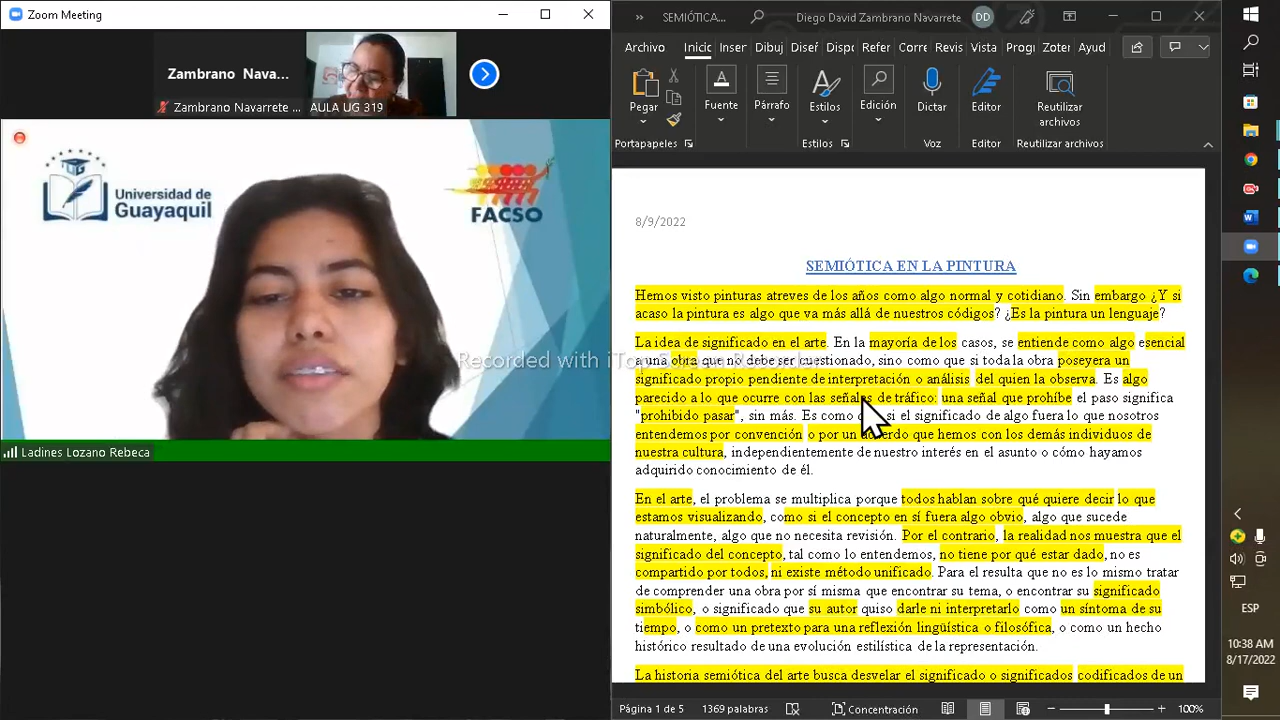 Zoom Meeting
Zambrano Nava...
Zambrano Navarrete ...
AULA UG 319
Universidad de
Guayaquil
FACSO
Ladines Lozano Rebeca
Recorded with iTop Screen Recorder
SEMIÓTICA...
Diego David Zambrano Navarrete
DD
Archivo
Inicio
Inser
Dibuj
Diseñ
Dispo
Refer
Corre
Revis
Vista
Progi
Zoter
Ayud
Pegar
Fuente
Párrafo
Estilos
Edición
Dictar
Editor
Reutilizar
archivos
Portapapeles
Estilos
Voz
Editor
Reutilizar archivos
8/9/2022
SEMIÓTICA EN LA PINTURA
Hemos visto pinturas atreves de los años como algo normal y cotidiano. Sin embargo ¿Y si
acaso la pintura es algo que va más allá de nuestros códigos? ¿Es la pintura un lenguaje?
La idea de significado en el arte. En la mayoría de los casos, se entiende como algo esencial
a una obra que no debe ser cuestionado, sino como que si toda la obra poseyera un
significado propio pendiente de interpretación o análisis del quien la observa. Es algo
parecido a lo que ocurre con las señales de tráfico: una señal que prohíbe el paso significa
"prohibido pasar", sin más. Es como si el significado de algo fuera lo que nosotros
entendemos por convención o por un acuerdo que hemos con los demás individuos de
nuestra cultura, independientemente de nuestro interés en el asunto o cómo hayamos
adquirido conocimiento de él.
En el arte, el problema se multiplica porque todos hablan sobre qué quiere decir lo que
estamos visualizando, como si el concepto en sí fuera algo obvio, algo que sucede
naturalmente, algo que no necesita revisión. Por el contrario, la realidad nos muestra que el
significado del concepto, tal como lo entendemos, no tiene por qué estar dado, no es
compartido por todos, ni existe método unificado. Para el resulta que no es lo mismo tratar
de comprender una obra por sí misma que encontrar su tema, o encontrar su significado
simbólico, o significado que su autor quiso darle ni interpretarlo como un síntoma de su
tiempo, o como un pretexto para una reflexión lingüística o filosófica, o como un hecho
histórico resultado de una evolución estilística de la representación.
La historia semiótica del arte busca desvelar el significado o significados codificados de un
Página 1 de 5
1369 palabras
Concentración
100%
ESP
10:38 AM
8/17/2022